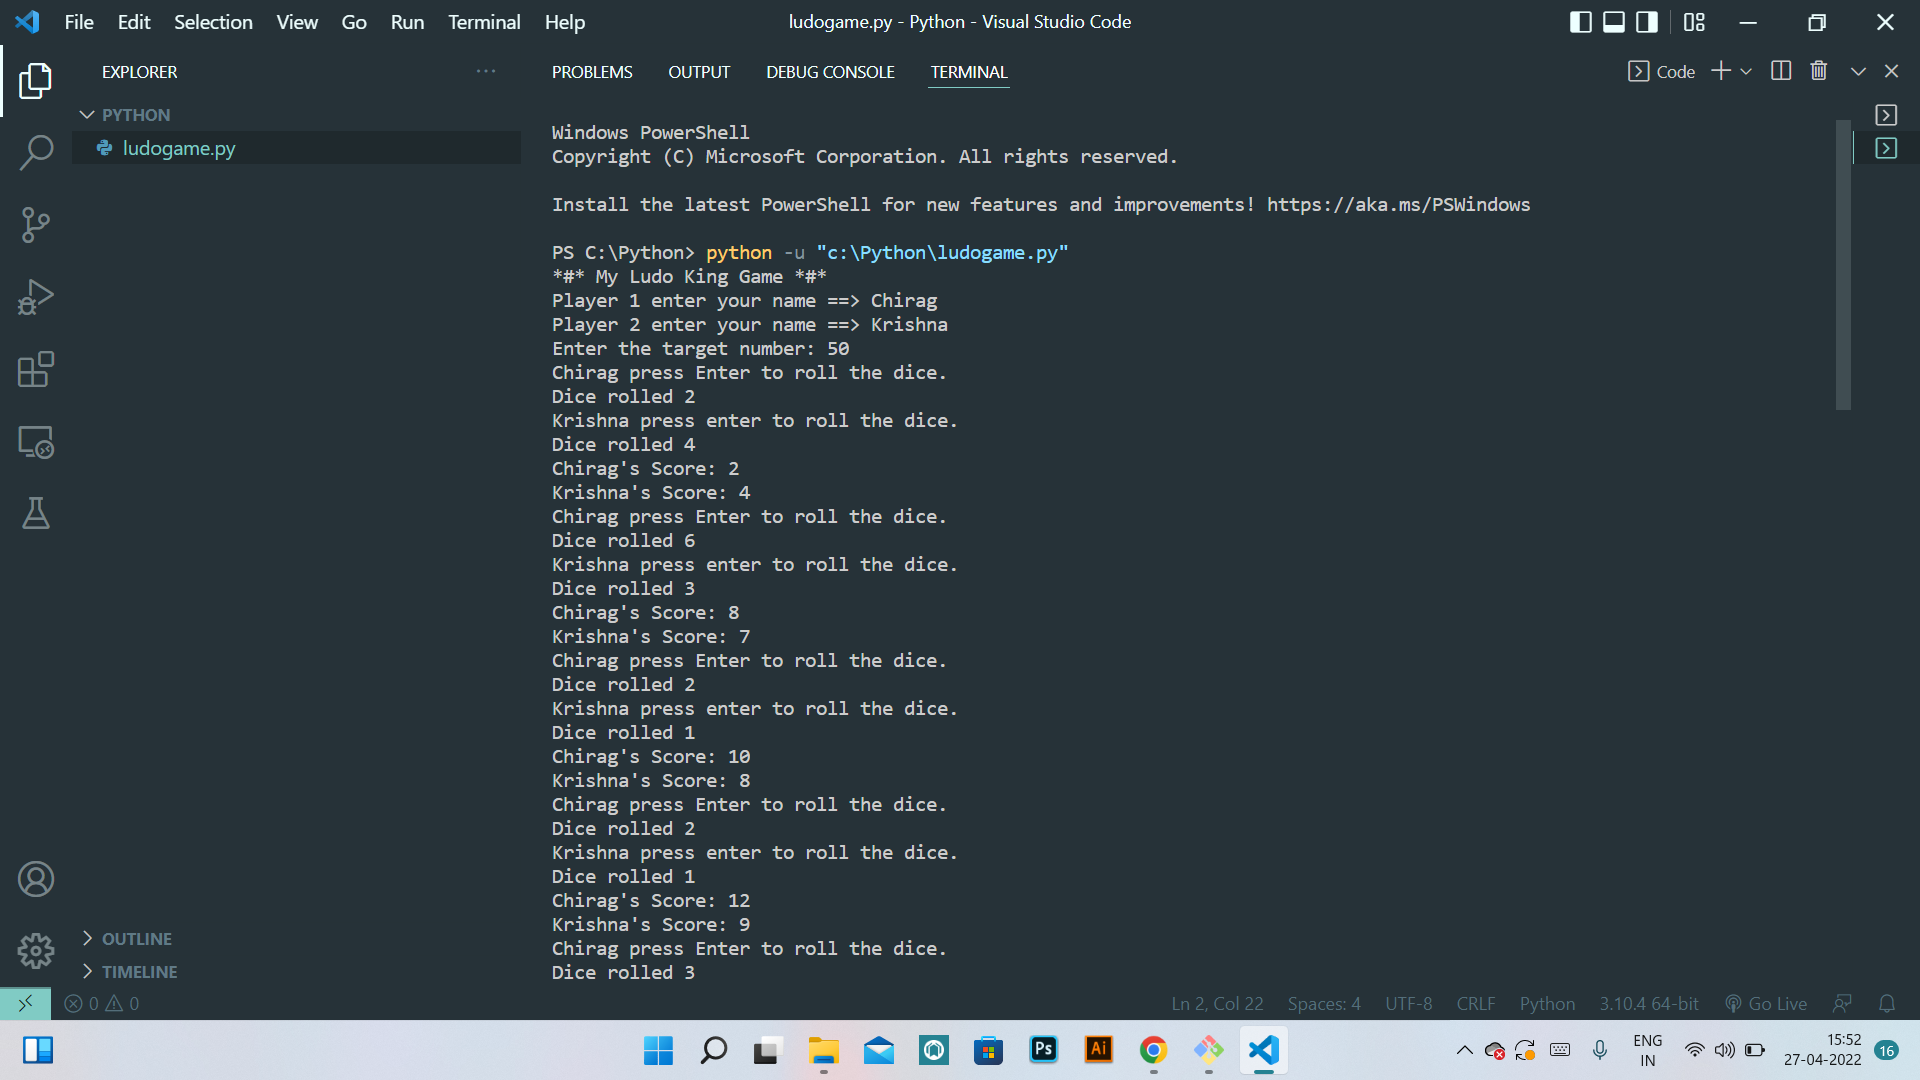 File Edit Selection View Go Run Terminal Help
ludogame.py - Python - Visual Studio Code
EXPLORER
PYTHON
ludogame.py
OUTLINE
TIMELINE
PROBLEMS OUTPUT DEBUG CONSOLE TERMINAL
Code
Windows PowerShell
Copyright (C) Microsoft Corporation. All rights reserved.
Install the latest PowerShell for new features and improvements! https://aka.ms/PSWindows
PS C:\Python> python -u "c:\Python\ludogame.py"
*#* My Ludo King Game *#*
Player 1 enter your name ==> Chirag
Player 2 enter your name ==> Krishna
Enter the target number: 50
Chirag press Enter to roll the dice.
Dice rolled 2
Krishna press enter to roll the dice.
Dice rolled 4
Chirag's Score: 2
Krishna's Score: 4
Chirag press Enter to roll the dice.
Dice rolled 6
Krishna press enter to roll the dice.
Dice rolled 3
Chirag's Score: 8
Krishna's Score: 7
Chirag press Enter to roll the dice.
Dice rolled 2
Krishna press enter to roll the dice.
Dice rolled 1
Chirag's Score: 10
Krishna's Score: 8
Chirag press Enter to roll the dice.
Dice rolled 2
Krishna press enter to roll the dice.
Dice rolled 1
Chirag's Score: 12
Krishna's Score: 9
Chirag press Enter to roll the dice.
Dice rolled 3
0 0
Ln 2, Col 22 Spaces: 4 UTF-8 CRLF Python 3.10.4 64-bit Go Live
Ps Ai
ENG
IN
15:52
27-04-2022
16